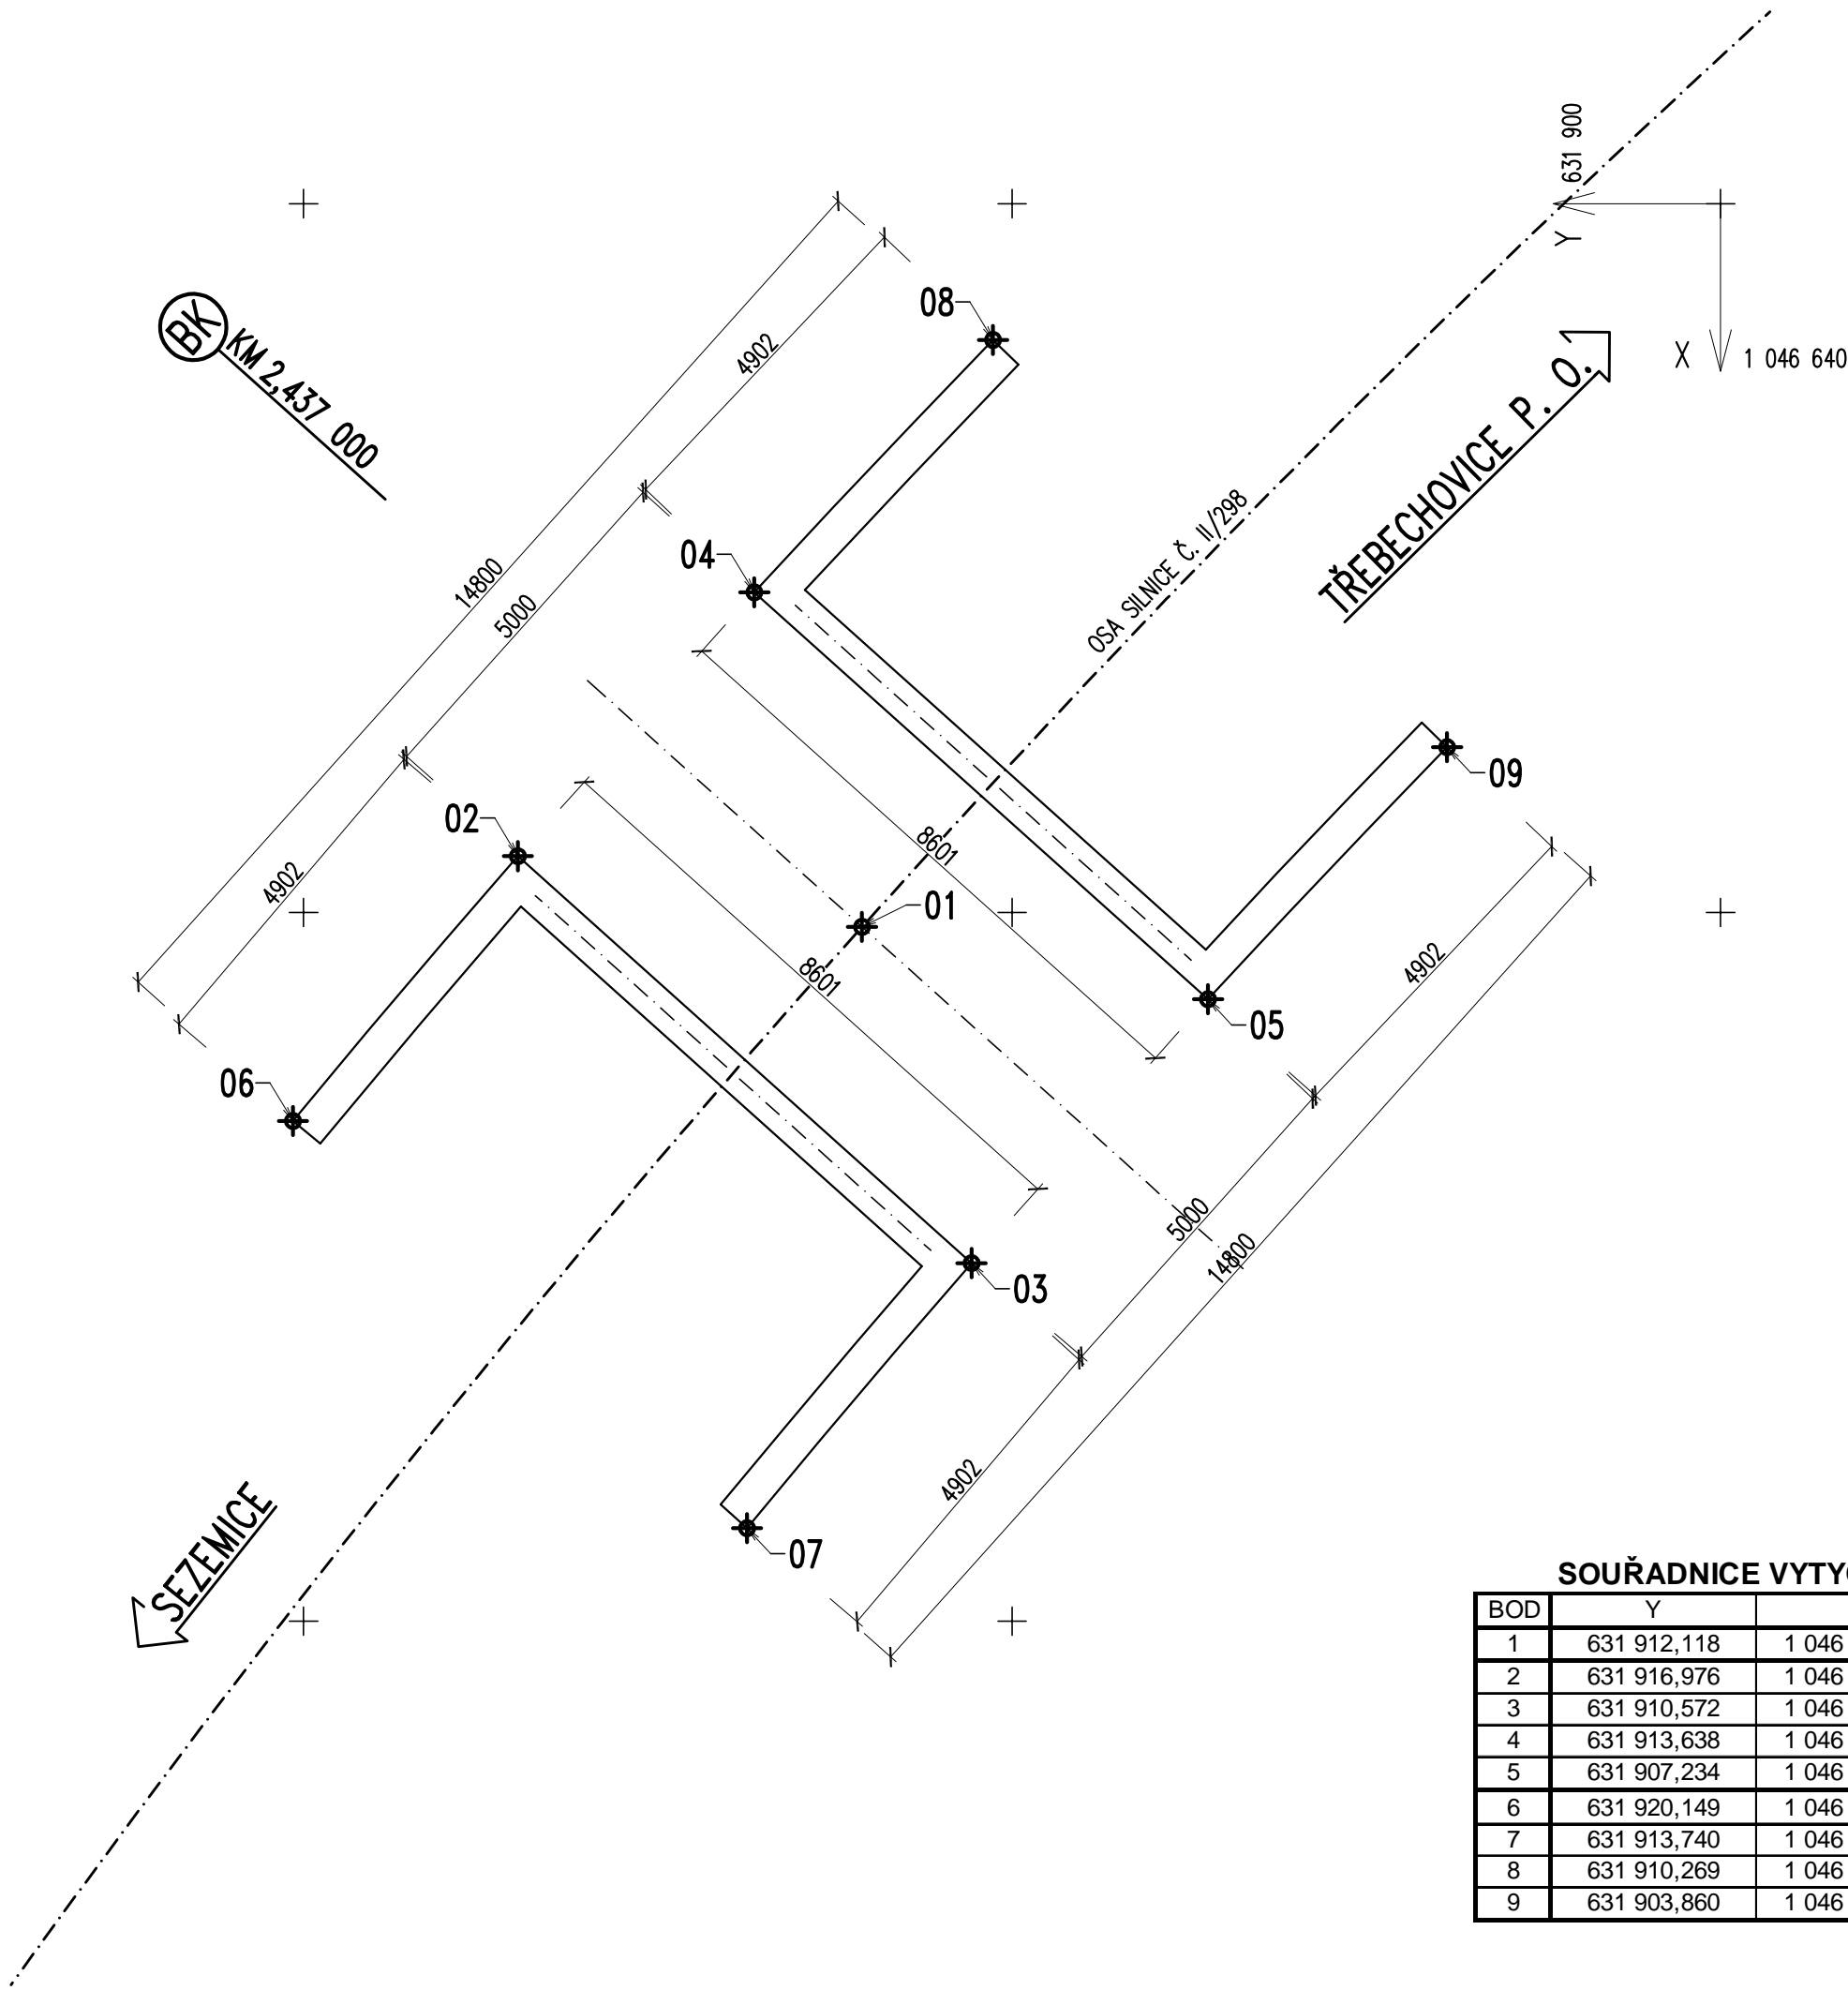 631 900
Y
X
1 046 640
BK
KM 2,437 000
TŘEBECHOVICE P. O.
OSA SILNICE Č. II/298
SEZEMICE
08
04
02
06
01
09
05
03
07
14800
4902
5000
4902
8601
8601
4902
5000
14800
4902
SOUŘADNICE VYTY
BOD Y
1 631 912,118 1 046
2 631 916,976 1 046
3 631 910,572 1 046
4 631 913,638 1 046
5 631 907,234 1 046
6 631 920,149 1 046
7 631 913,740 1 046
8 631 910,269 1 046
9 631 903,860 1 046